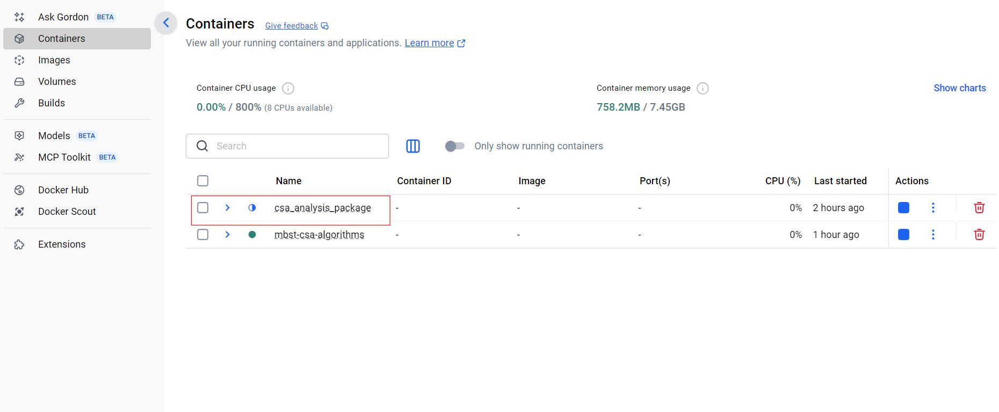 Ask Gordon BETA
Containers
Images
Volumes
Builds
Models BETA
MCP Toolkit BETA
Docker Hub
Docker Scout
Extensions
Containers Give feedback
View all your running containers and applications. Learn more
Container CPU usage
0.00% / 800% (8 CPUs available)
Container memory usage
758.2MB / 7.45GB
Show charts
Search
Only show running containers
Name Container ID Image Port(s) CPU (%) Last started Actions
csa_analysis_package - - - 0% 2 hours ago
mbst-csa-algorithms - - - 0% 1 hour ago